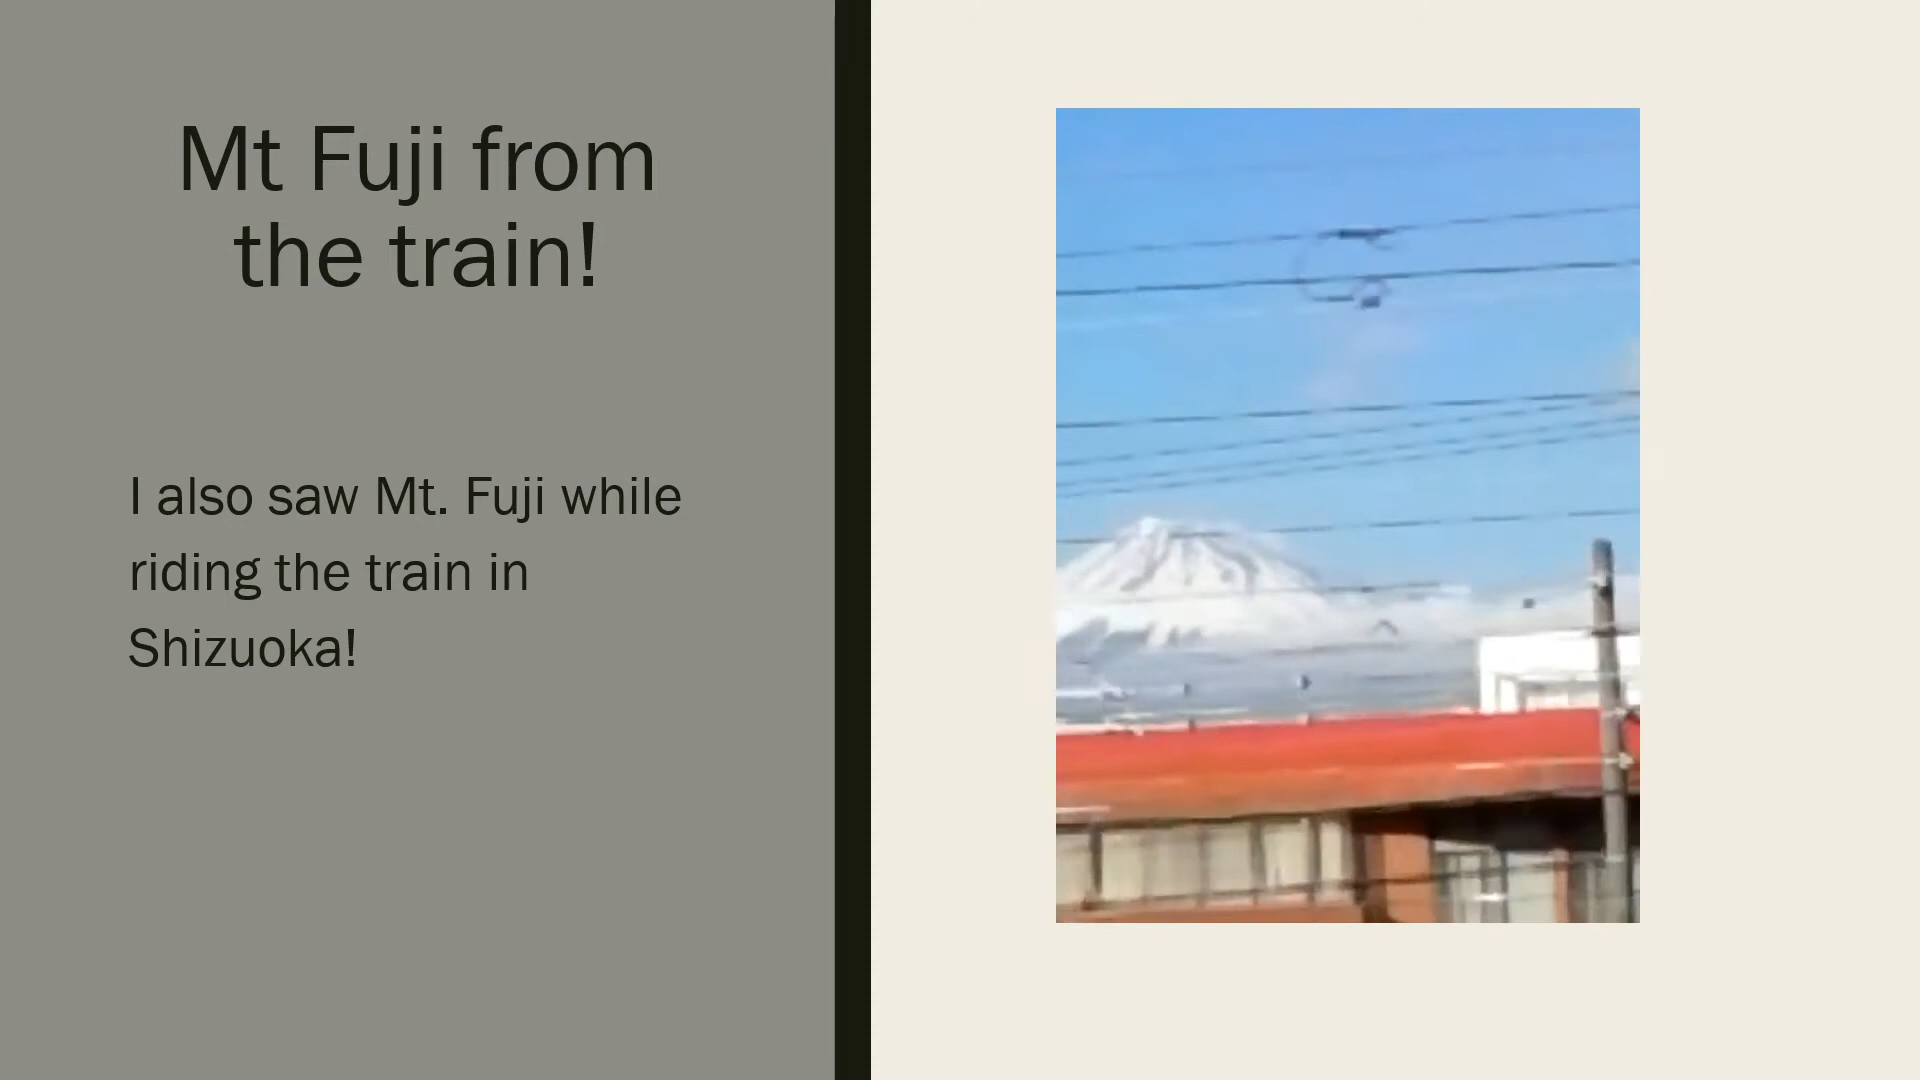 Mt Fuji from
the train!
I also saw Mt. Fuji while
riding the train in
Shizuoka!